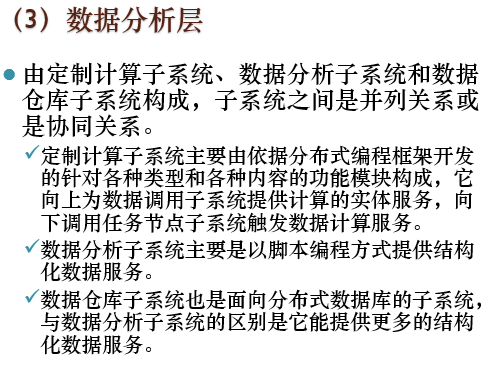 （3）数据分析层
由定制计算子系统、数据分析子系统和数据
仓库子系统构成，子系统之间是并列关系或
是协同关系。
定制计算子系统主要由依据分布式编程框架开发
的针对各种类型和各种内容的功能模块构成，它
向上为数据调用子系统提供计算的实体服务，向
下调用任务节点子系统触发数据计算服务。
数据分析子系统主要是以脚本编程方式提供结构
化数据服务。
数据仓库子系统也是面向分布式数据库的子系统，
与数据分析子系统的区别是它能提供更多的结构
化数据服务。